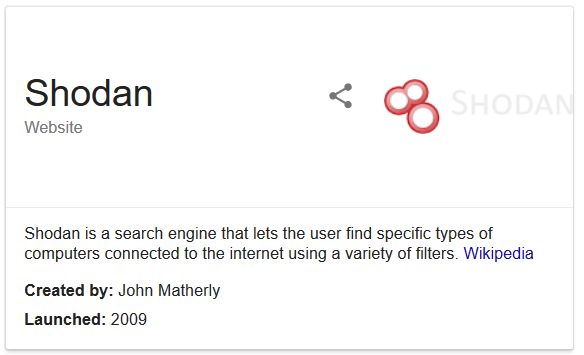 Shodan
Website
SHODAN
Shodan is a search engine that lets the user find specific types of
computers connected to the internet using a variety of filters. Wikipedia
Created by: John Matherly
Launched: 2009